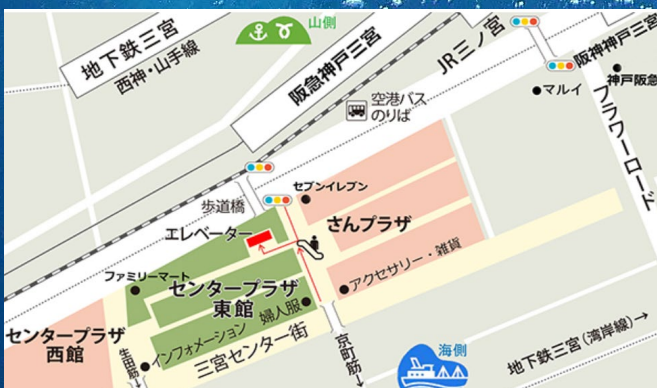 山側
地下鉄三宮
西神・山手線
阪急神戸三宮
JR三ノ宮
阪神神戸三宮
神戸阪急
マルイ
フラワーロード
空港バス
のりば
セブンイレブン
歩道橋
エレベーター
さんプラザ
ファミリーマート
アクセサリー・雑貨
センタープラザ
東館
婦人服
センタープラザ
西館
インフォメーション
三宮センター街
生田筋
京町筋
海側
地下鉄三宮(湾岸線)→